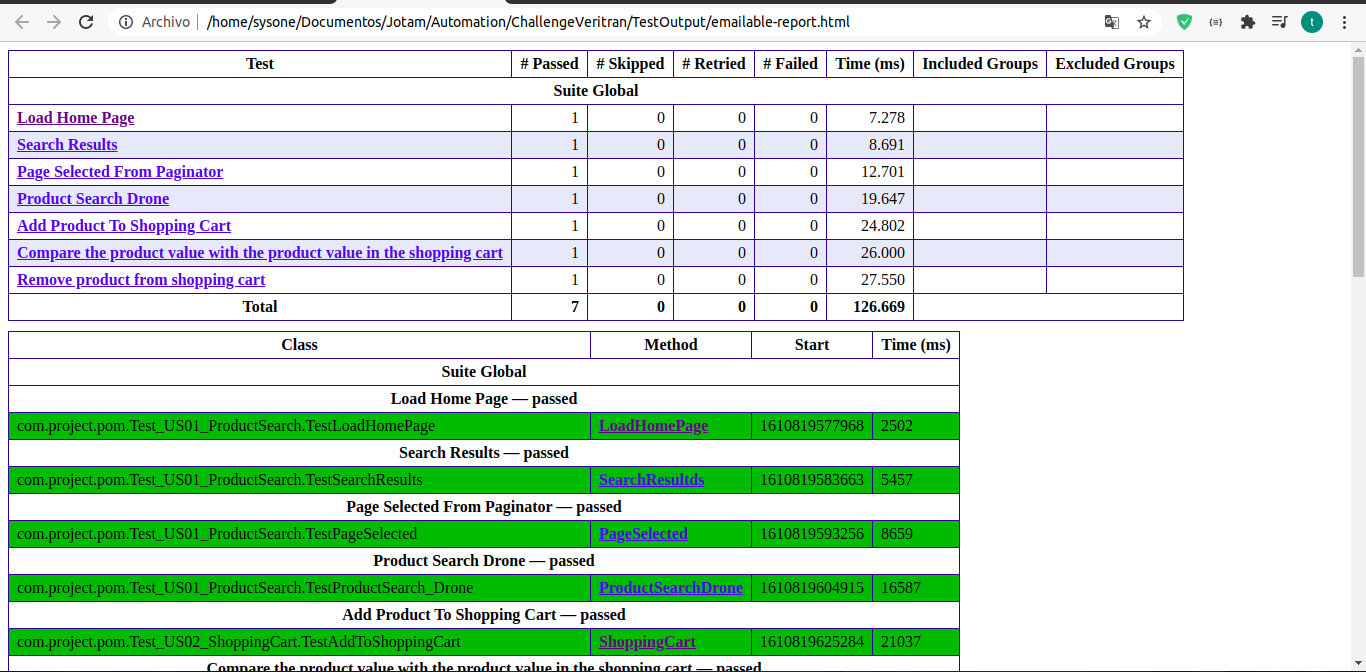 Archivo /home/sysone/Documentos/Jotam/Automation/ChallengeVeritran/TestOutput/emailable-report.html t
Test # Passed # Skipped # Retried # Failed Time (ms) Included Groups Excluded Groups
Suite Global
Load Home Page 1 0 0 0 7.278
Search Results 1 0 0 0 8.691
Page Selected From Paginator 1 0 0 0 12.701
Product Search Drone 1 0 0 0 19.647
Add Product To Shopping Cart 1 0 0 0 24.802
Compare the product value with the product value in the shopping cart 1 0 0 0 26.000
Remove product from shopping cart 1 0 0 0 27.550
Total 7 0 0 0 126.669
Class Method Start Time (ms)
Suite Global
Load Home Page — passed
com.project.pom.Test_US01_ProductSearch.TestLoadHomePage LoadHomePage 1610819577968 2502
Search Results — passed
com.project.pom.Test_US01_ProductSearch.TestSearchResults SearchResultds 1610819583663 5457
Page Selected From Paginator — passed
com.project.pom.Test_US01_ProductSearch.TestPageSelected PageSelected 1610819593256 8659
Product Search Drone — passed
com.project.pom.Test_US01_ProductSearch.TestProductSearch_Drone ProductSearchDrone 1610819604915 16587
Add Product To Shopping Cart — passed
com.project.pom.Test_US02_ShoppingCart.TestAddToShoppingCart ShoppingCart 1610819625284 21037
Compare the product value with the product value in the shopping cart — passed